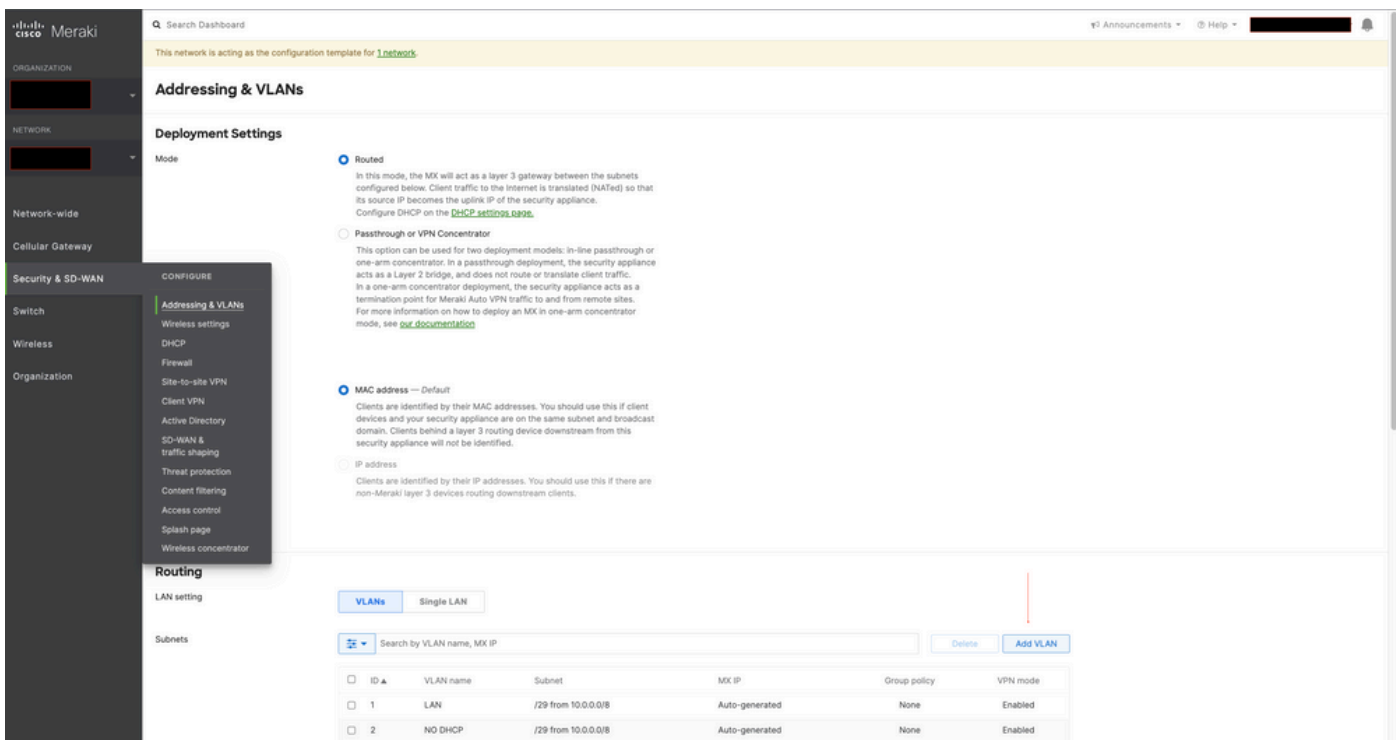 cisco Meraki
Search Dashboard
Announcements
Help
This network is acting as the configuration template for 1 network.
ORGANIZATION
NETWORK
Network-wide
Cellular Gateway
Security & SD-WAN
Switch
Wireless
Organization
CONFIGURE
Addressing & VLANs
Wireless settings
DHCP
Firewall
Site-to-site VPN
Client VPN
Active Directory
SD-WAN &
traffic shaping
Threat protection
Content filtering
Access control
Splash page
Wireless concentrator
Addressing & VLANs
Deployment Settings
Mode
Routed
In this mode, the MX will act as a layer 3 gateway between the subnets
configured below. Client traffic to the Internet is translated (NATed) so that
its source IP becomes the uplink IP of the security appliance.
Configure DHCP on the DHCP settings page.
Passthrough or VPN Concentrator
This option can be used for two deployment models: in-line passthrough or
one-arm concentrator. In a passthrough deployment, the security appliance
acts as a Layer 2 bridge, and does not route or translate client traffic.
In a one-arm concentrator deployment, the security appliance acts as a
termination point for Meraki Auto VPN traffic to and from remote sites.
For more information on how to deploy an MX in one-arm concentrator
mode, see our documentation
MAC address — Default
Clients are identified by their MAC addresses. You should use this if client
devices and your security appliance are on the same subnet and broadcast
domain. Clients behind a layer 3 routing device downstream from this
security appliance will not be identified.
IP address
Clients are identified by their IP addresses. You should use this if there are
non-Meraki layer 3 devices routing downstream clients.
Routing
LAN setting
VLANs Single LAN
Subnets
Search by VLAN name, MX IP
Delete Add VLAN
ID VLAN name Subnet MX IP Group policy VPN mode
1 LAN /29 from 10.0.0.0/8 Auto-generated None Enabled
2 NO DHCP /29 from 10.0.0.0/8 Auto-generated None Enabled